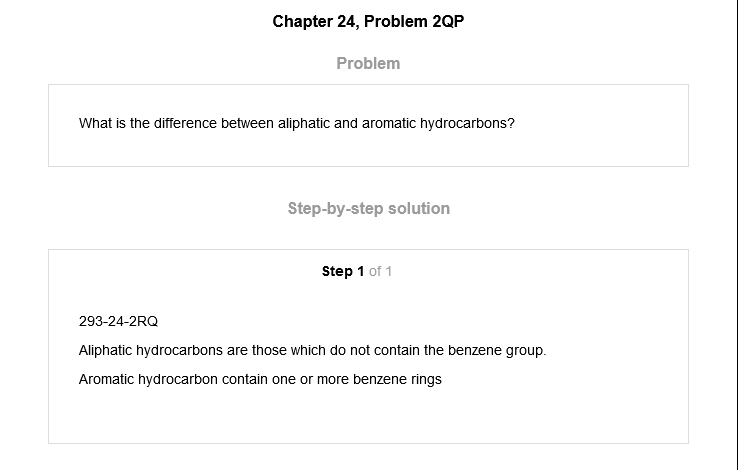 Chapter 24, Problem 2QP
Problem
What is the difference between aliphatic and aromatic hydrocarbons?
Step-by-step solution
Step 1 of 1
293-24-2RQ
Aliphatic hydrocarbons are those which do not contain the benzene group.
Aromatic hydrocarbon contain one or more benzene rings